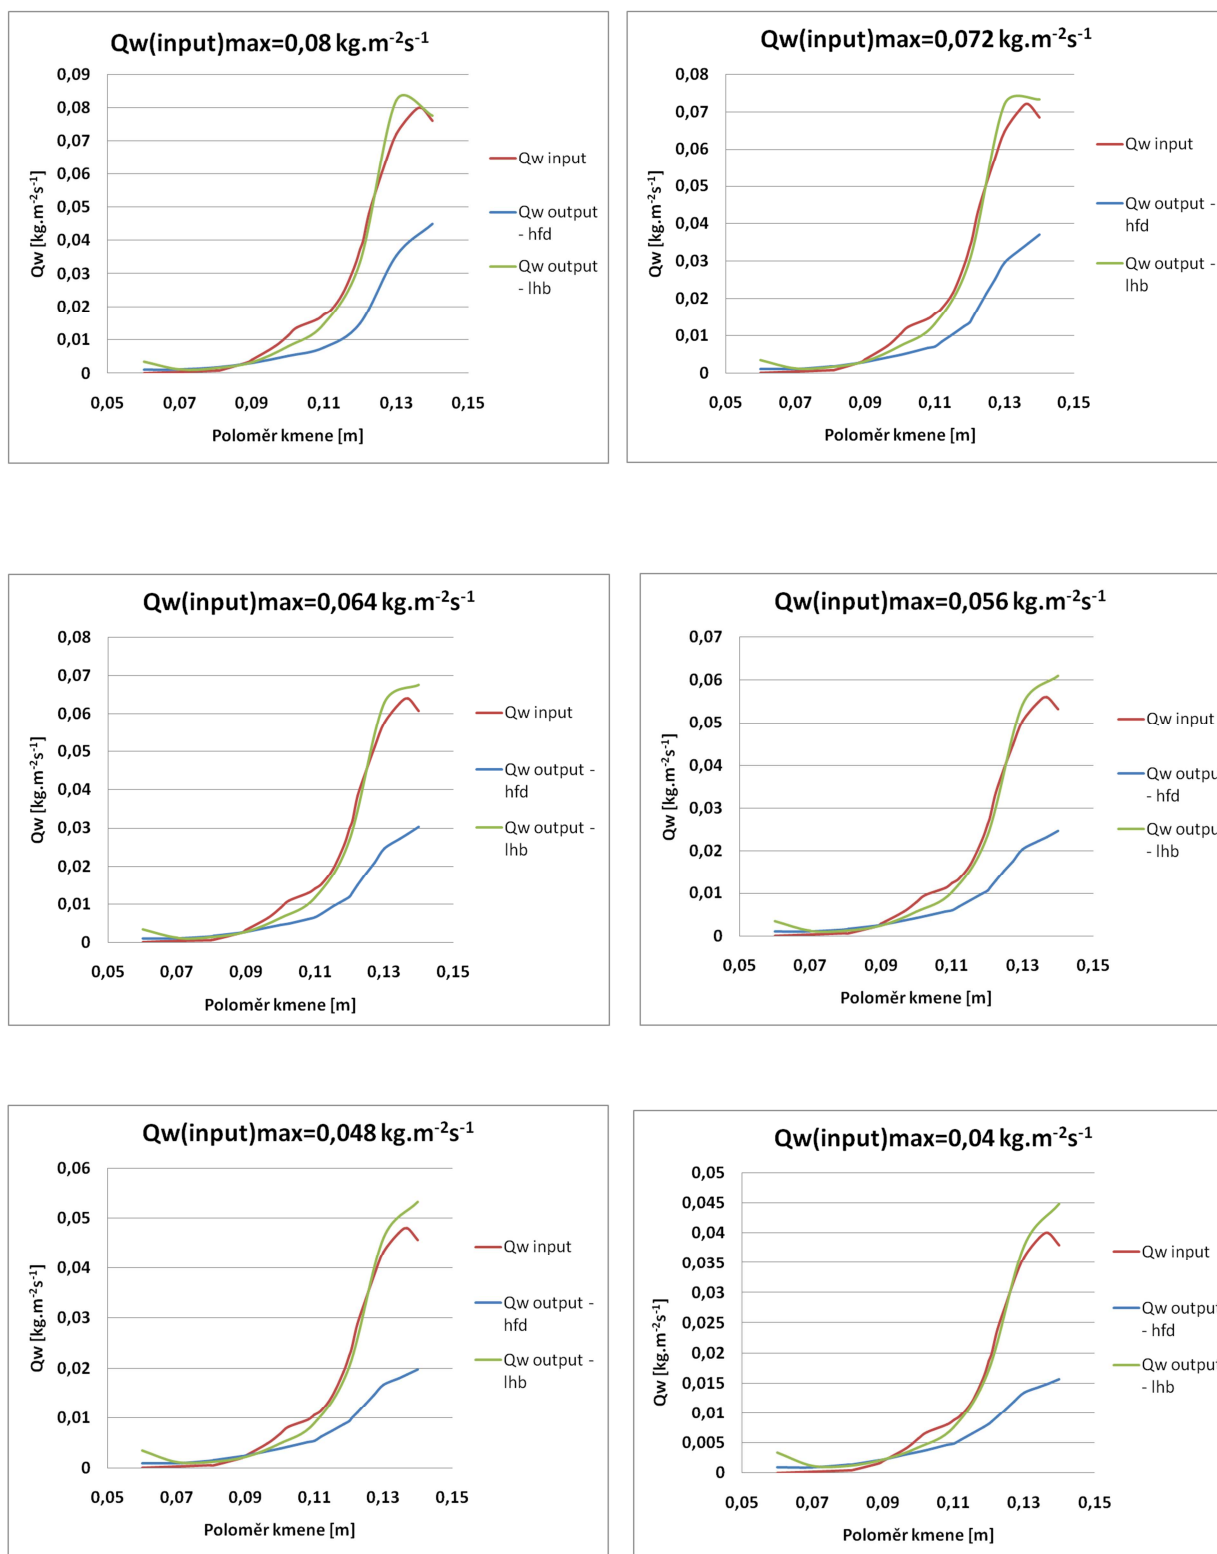 Qw(input)max=0,08 kg.m⁻²s⁻¹
0,09
0,08
0,07
0,06
0,05
0,04
0,03
0,02
0,01
0
Qw [kg.m⁻²s⁻¹]
0,05 0,07 0,09 0,11 0,13 0,15
Poloměr kmene [m]
Qw input
Qw output
- hfd
Qw output
- lhb
Qw(input)max=0,072 kg.m⁻²s⁻¹
0,08
0,07
0,06
0,05
0,04
0,03
0,02
0,01
0
Qw [kg.m⁻²s⁻¹]
0,05 0,07 0,09 0,11 0,13 0,15
Poloměr kmene [m]
Qw input
Qw output -
hfd
Qw output -
lhb
Qw(input)max=0,064 kg.m⁻²s⁻¹
0,08
0,07
0,06
0,05
0,04
0,03
0,02
0,01
0
Qw [kg.m⁻²s⁻¹]
0,05 0,07 0,09 0,11 0,13 0,15
Poloměr kmene [m]
Qw input
Qw output -
hfd
Qw output -
lhb
Qw(input)max=0,056 kg.m⁻²s⁻¹
0,07
0,06
0,05
0,04
0,03
0,02
0,01
0
Qw [kg.m⁻²s⁻¹]
0,05 0,07 0,09 0,11 0,13 0,15
Poloměr kmene [m]
Qw input
Qw output
- hfd
Qw output
- lhb
Qw(input)max=0,048 kg.m⁻²s⁻¹
0,06
0,05
0,04
0,03
0,02
0,01
0
Qw [kg.m⁻²s⁻¹]
0,05 0,07 0,09 0,11 0,13 0,15
Poloměr kmene [m]
Qw input
Qw output -
hfd
Qw output -
lhb
Qw(input)max=0,04 kg.m⁻²s⁻¹
0,05
0,045
0,04
0,035
0,03
0,025
0,02
0,015
0,01
0,005
0
Qw [kg.m⁻²s⁻¹]
0,05 0,07 0,09 0,11 0,13 0,15
Poloměr kmene [m]
Qw input
Qw output
- hfd
Qw output
- lhb